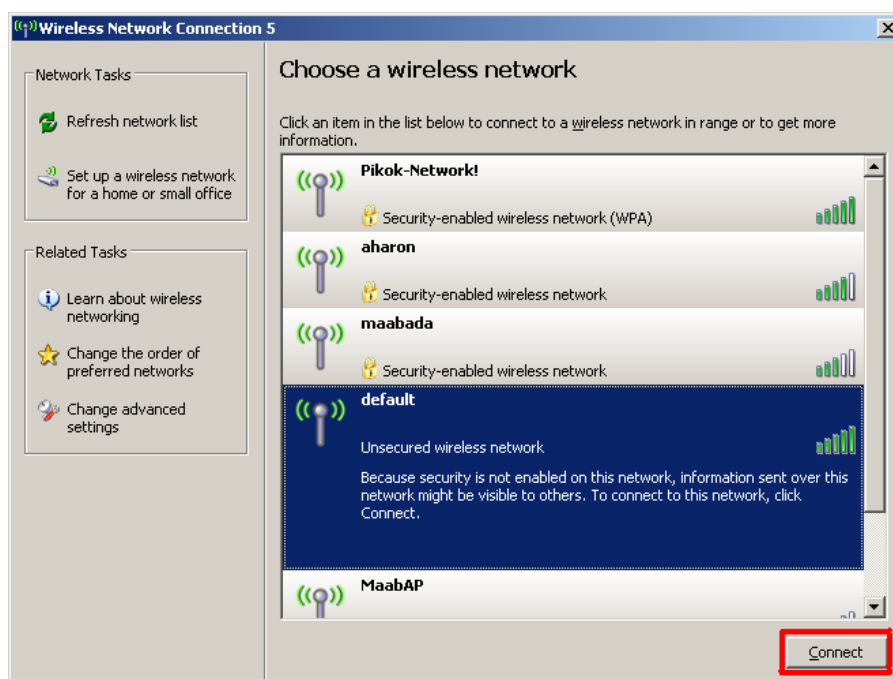 Wireless Network Connection 5
Network Tasks
Refresh network list
Set up a wireless network
for a home or small office
Related Tasks
Learn about wireless
networking
Change the order of
preferred networks
Change advanced
settings
Choose a wireless network
Click an item in the list below to connect to a wireless network in range or to get more
information.
Pikok-Network!
Security-enabled wireless network (WPA)
aharon
Security-enabled wireless network
maabada
Security-enabled wireless network
default
Unsecured wireless network
Because security is not enabled on this network, information sent over this
network might be visible to others. To connect to this network, click
Connect.
MaabAP
Connect